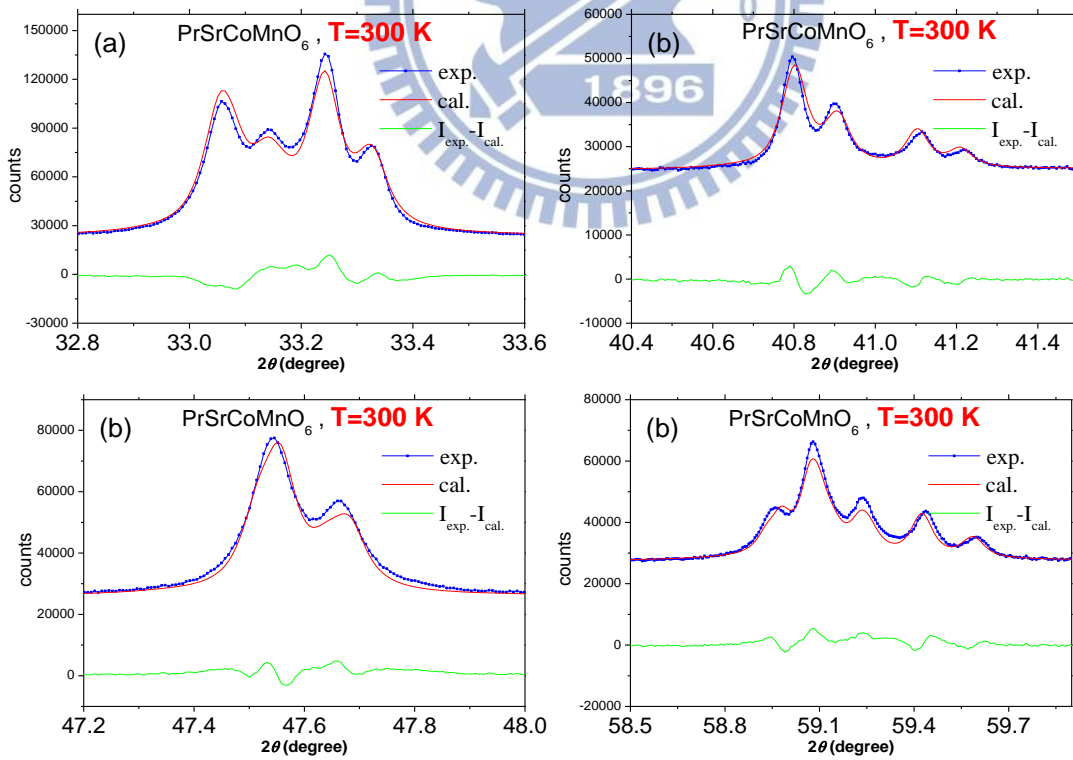 (a)
PrSrCoMnO6 , T=300 K
exp.
cal.
Iexp.-Ical.
counts
150000
120000
90000
60000
30000
0
-30000
32.8
33.0
33.2
33.4
33.6
2θ (degree)
(b)
PrSrCoMnO6 , T=300 K
1896
exp.
cal.
Iexp.-Ical.
counts
60000
50000
40000
30000
20000
10000
0
-10000
40.4
40.6
40.8
41.0
41.2
41.4
2θ (degree)
(b)
PrSrCoMnO6 , T=300 K
exp.
cal.
Iexp.-Ical.
counts
80000
60000
40000
20000
0
47.2
47.4
47.6
47.8
48.0
2θ (degree)
(b)
PrSrCoMnO6 , T=300 K
exp.
cal.
Iexp.-Ical.
counts
80000
60000
40000
20000
0
-20000
58.5
58.8
59.1
59.4
59.7
2θ (degree)